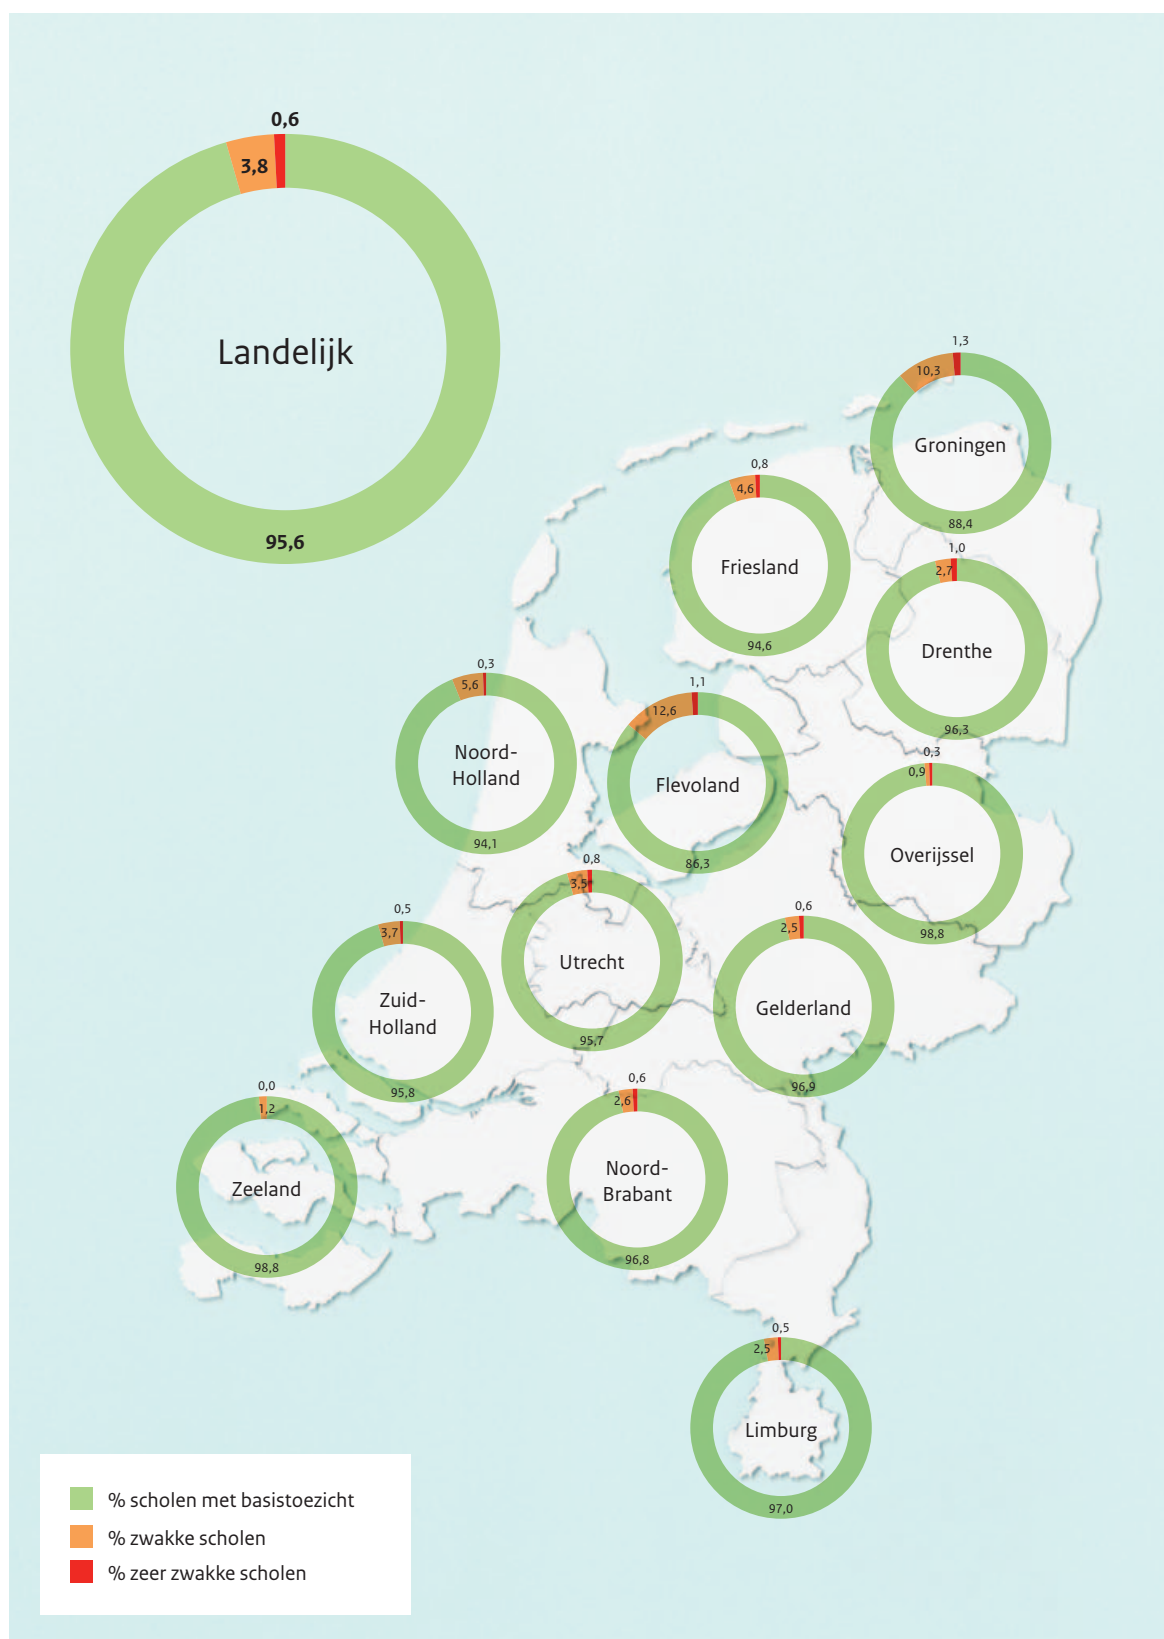 0,6
3,8
Landelijk
95,6
1,3
10,3
Groningen
88,4
0,8
4,6
Friesland
94,6
1,0
2,7
Drenthe
96,3
0,3
5,6
Noord-
Holland
94,1
1,1
12,6
Flevoland
86,3
0,3
0,9
Overijssel
98,8
0,8
3,5
Utrecht
95,7
0,5
3,7
Zuid-
Holland
95,8
0,6
2,5
Gelderland
96,9
0,0
1,2
Zeeland
98,8
0,6
2,6
Noord-
Brabant
96,8
0,5
2,5
Limburg
97,0
% scholen met basistoezicht
% zwakke scholen
% zeer zwakke scholen